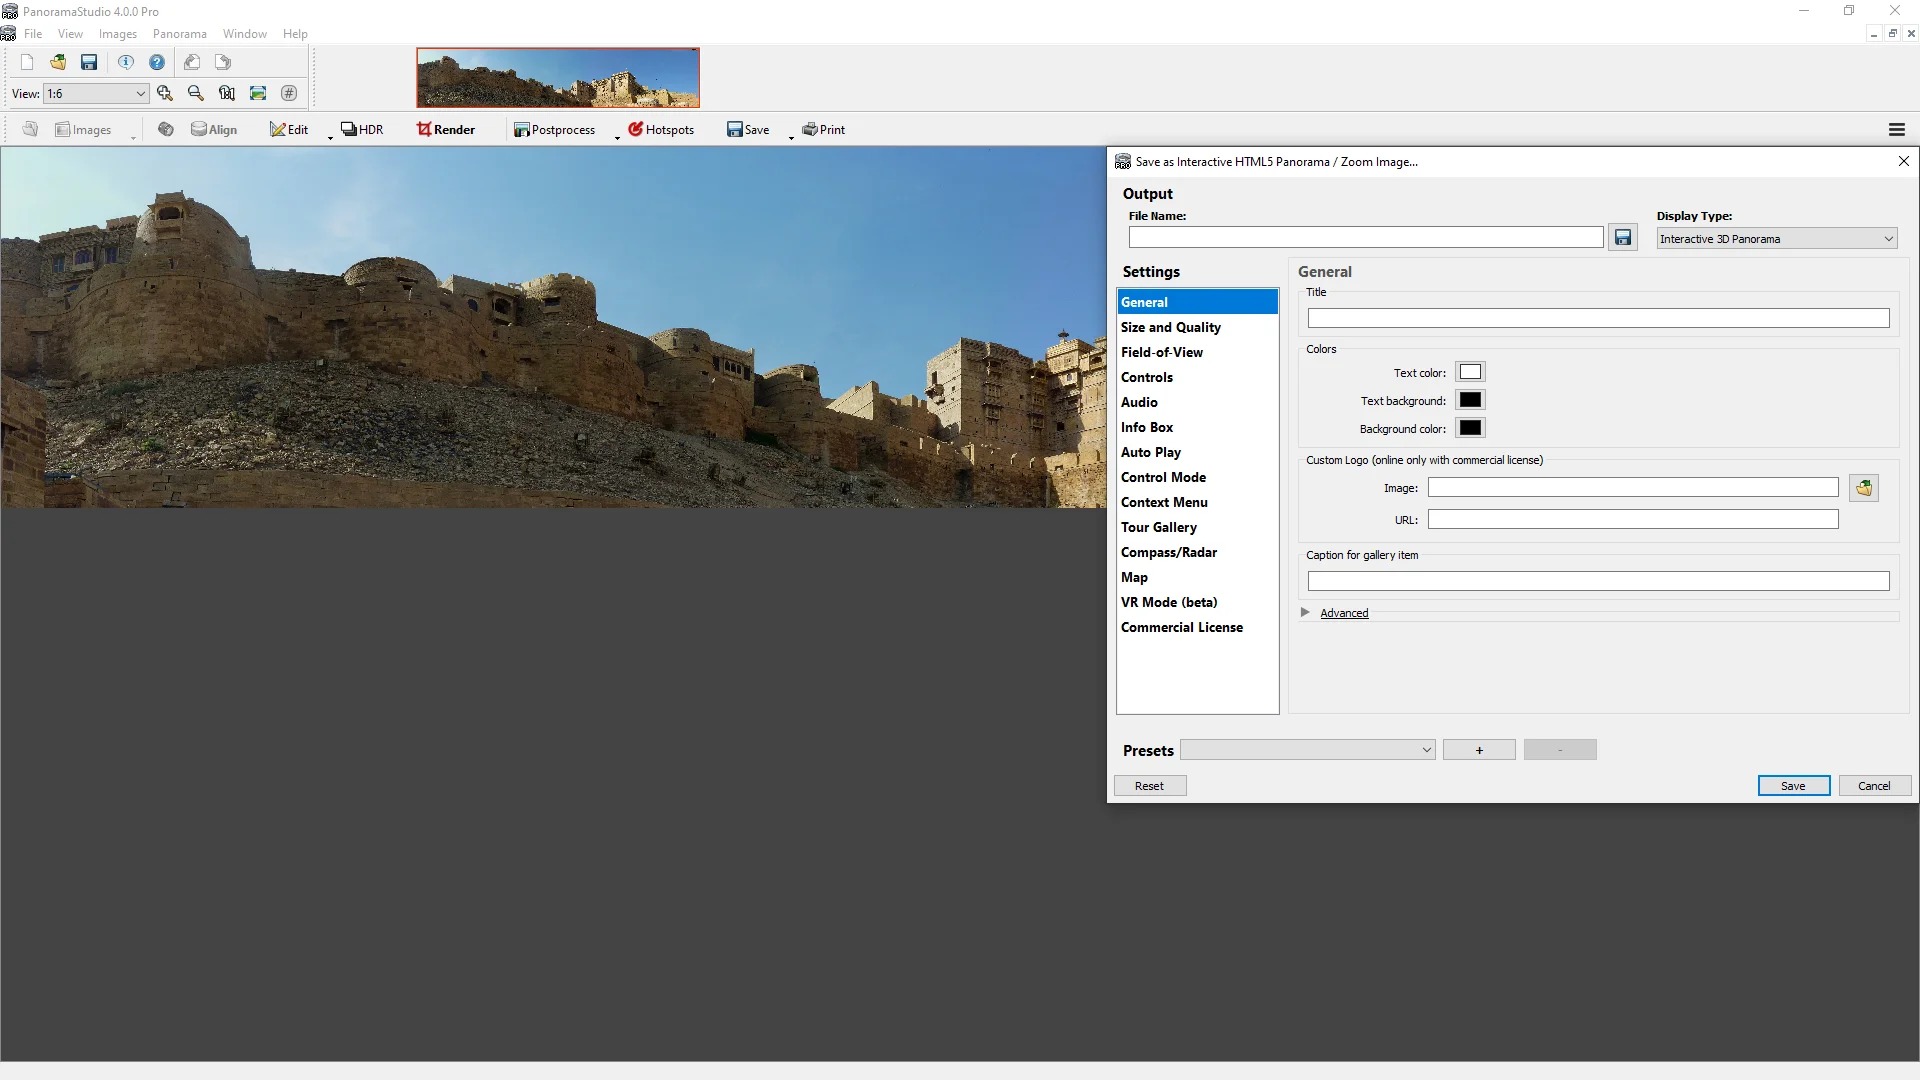 PanoramaStudio 4.0.0 Pro
File View Images Panorama Window Help
View: 1:6
Images Align Edit HDR Render Postprocess Hotspots Save Print
Save as Interactive HTML5 Panorama / Zoom Image...
Output
File Name: Display Type:
Interactive 3D Panorama
Settings
General
Size and Quality
Field-of-View
Controls
Audio
Info Box
Auto Play
Control Mode
Context Menu
Tour Gallery
Compass/Radar
Map
VR Mode (beta)
Commercial License
General
Title
Colors
Text color:
Text background:
Background color:
Custom Logo (online only with commercial license)
Image:
URL:
Caption for gallery item
Advanced
Presets + -
Reset Save Cancel